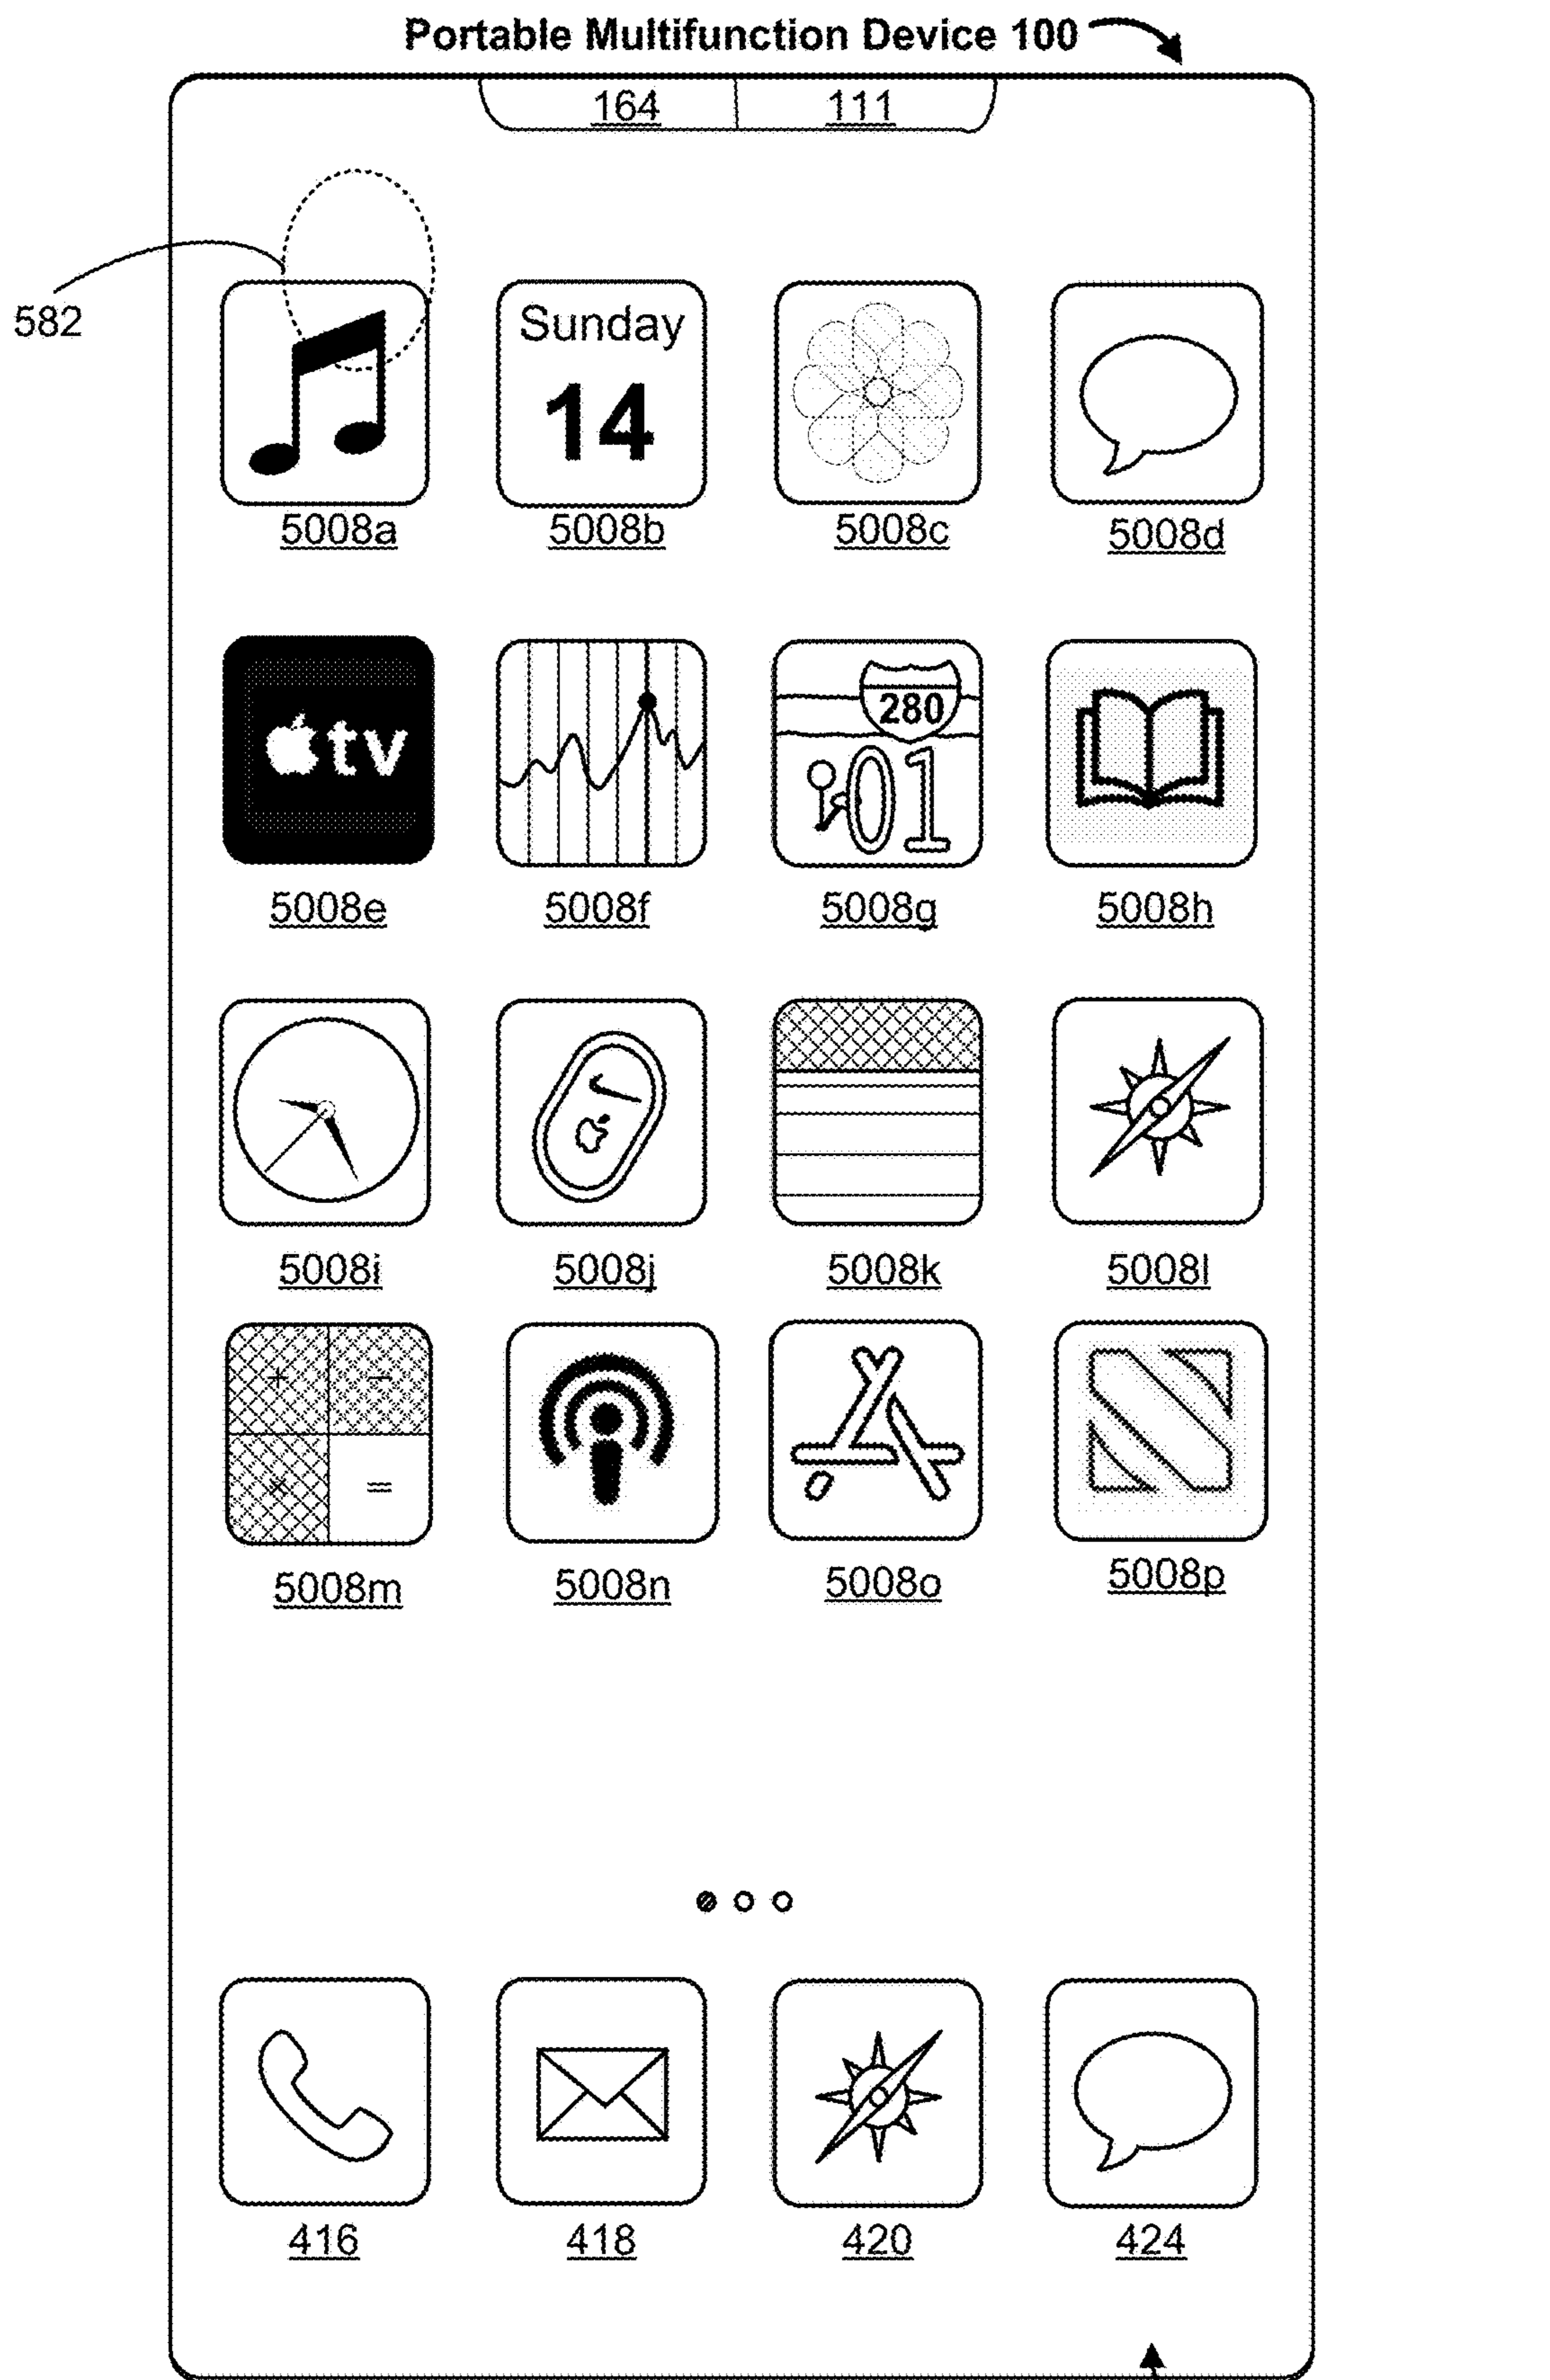 Portable Multifunction Device 100
164 111
582
Sunday
14
5008a 5008b 5008c 5008d
tv
280
01
5008e 5008f 5008g 5008h
5008i 5008j 5008k 5008l
+ −
× =
5008m 5008n 5008o 5008p
416 418 420 424